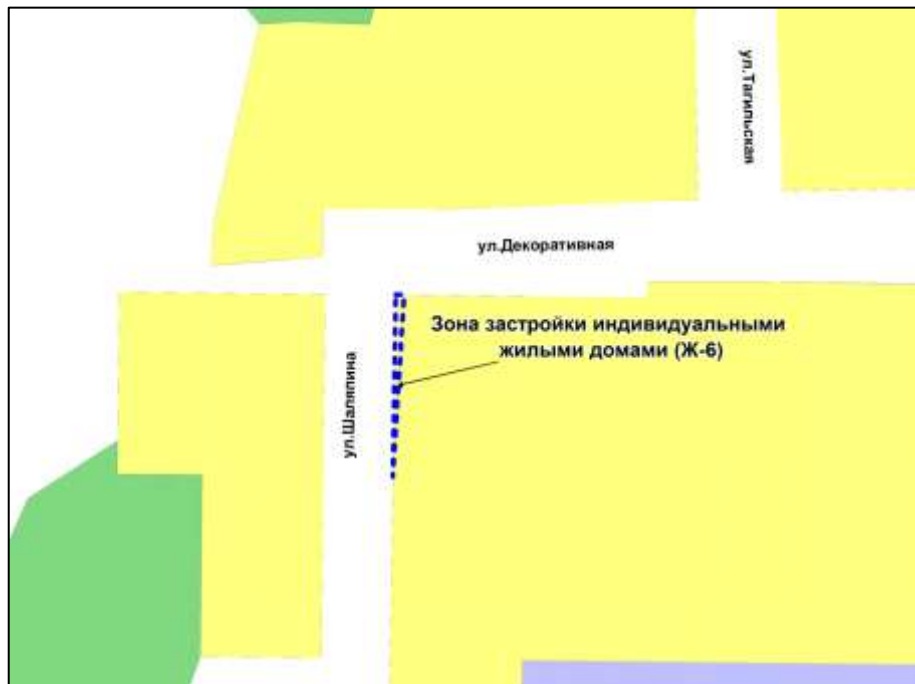 ул.Тагильская
ул.Декоративная
Зона застройки индивидуальными
жилыми домами (Ж-6)
ул.Шаляпина